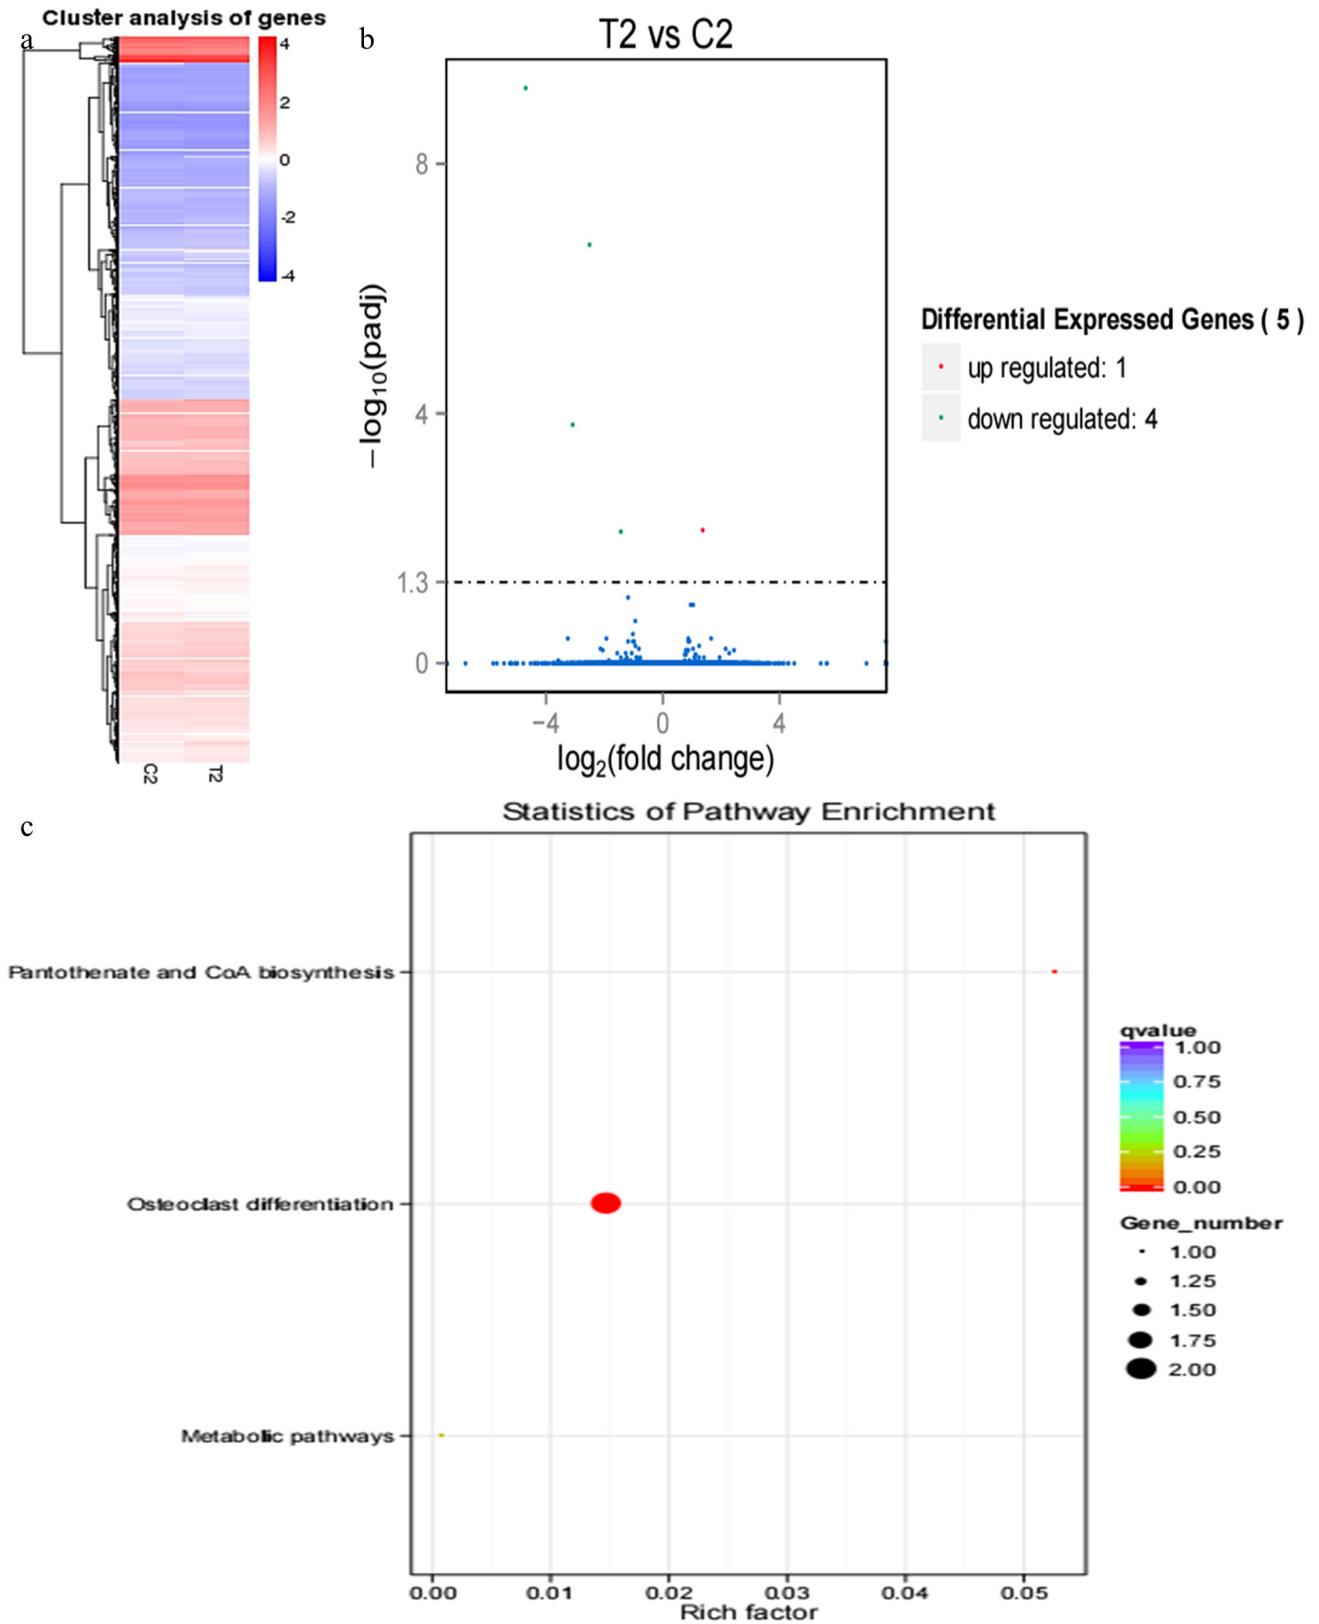 a
Cluster analysis of genes
4
2
0
-2
-4
C2
T2
b
T2 vs C2
−log10(padj)
8
4
1.3
0
−4
0
4
log2(fold change)
Differential Expressed Genes ( 5 )
up regulated: 1
down regulated: 4
c
Statistics of Pathway Enrichment
Pantothenate and CoA biosynthesis
Osteoclast differentiation
Metabolic pathways
0.00
0.01
0.02
0.03
0.04
0.05
Rich factor
qvalue
1.00
0.75
0.50
0.25
0.00
Gene_number
1.00
1.25
1.50
1.75
2.00